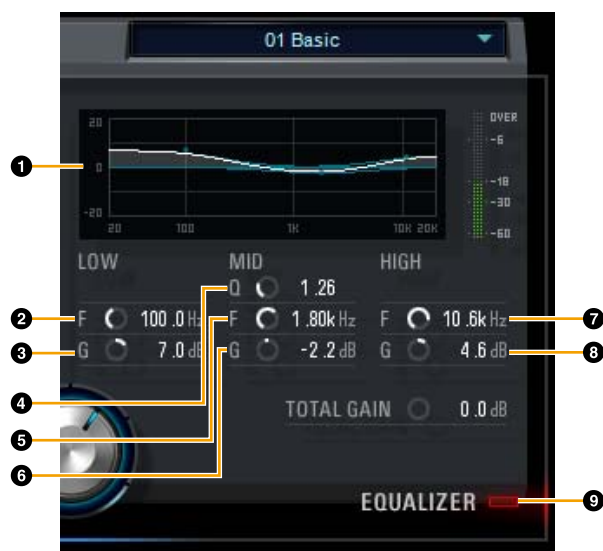 01 Basic
20
0
-20
20 100 1K 10K 20K
OVER
-6
-18
-30
-60
1
LOW MID HIGH
Q 1.26
2 F 100.0 Hz F 1.80k Hz F 10.6k Hz 7
3 G 7.0 dB G -2.2 dB G 4.6 dB 8
4
5
6
TOTAL GAIN 0.0 dB
EQUALIZER 9